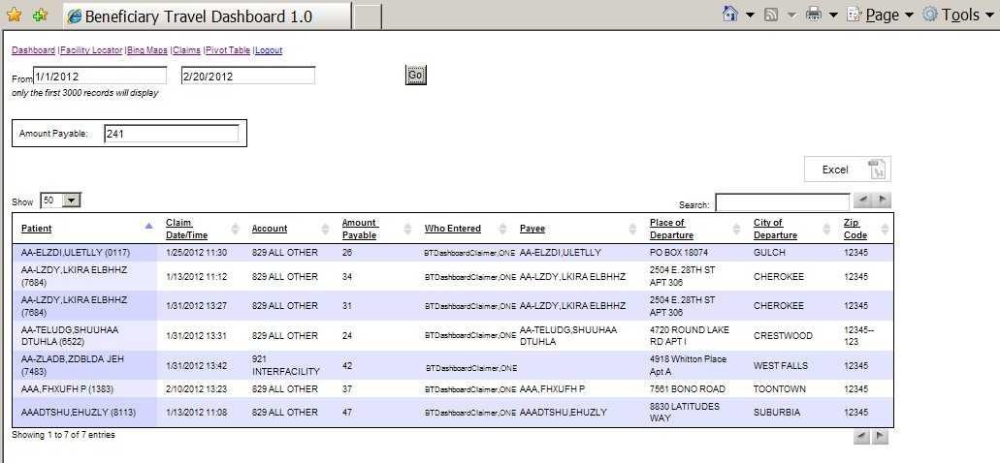 Beneficiary Travel Dashboard 1.0 Page Tools
Dashboard |Facility Locator|Bing Maps |Claims |Pivot Table |Logout
From 1/1/2012 2/20/2012 Go
only the first 3000 records will display
Amount Payable: 241
Excel
Show 50 Search:
Patient Claim Date/Time Account Amount Payable Who Entered Payee Place of Departure City of Departure Zip Code
AA-ELZDI,ULETLLY (0117) 1/25/2012 11:30 829 ALL OTHER 26 BTDashboardClaimer,ONE AA-ELZDI,ULETLLY PO BOX 18074 GULCH 12345
AA-LZDY,LKIRA ELBHHZ (7684) 1/13/2012 11:12 829 ALL OTHER 34 BTDashboardClaimer,ONE AA-LZDY,LKIRA ELBHHZ 2504 E. 28TH ST APT 306 CHEROKEE 12345
AA-LZDY,LKIRA ELBHHZ (7684) 1/31/2012 13:27 829 ALL OTHER 31 BTDashboardClaimer,ONE AA-LZDY,LKIRA ELBHHZ 2504 E. 28TH ST APT 306 CHEROKEE 12345
AA-TELUDG,SHUUHAA DTUHLA (6522) 1/31/2012 13:31 829 ALL OTHER 24 BTDashboardClaimer,ONE AA-TELUDG,SHUUHAA DTUHLA 4720 ROUND LAKE RD APT I CRESTWOOD 12345--123
AA-ZLADB,ZDBLDA JEH (7483) 1/31/2012 13:42 921 INTERFACILITY 42 BTDashboardClaimer,ONE 4918 Whitton Place Apt A WEST FALLS 12345
AAA,FHXUFH P (1383) 2/10/2012 13:23 829 ALL OTHER 37 BTDashboardClaimer,ONE AAA,FHXUFH P 7561 BONO ROAD TOONTOWN 12345
AAADTSHU,EHUZLY (8113) 1/13/2012 11:08 829 ALL OTHER 47 BTDashboardClaimer,ONE AAADTSHU,EHUZLY 8830 LATITUDES WAY SUBURBIA 12345
Showing 1 to 7 of 7 entries